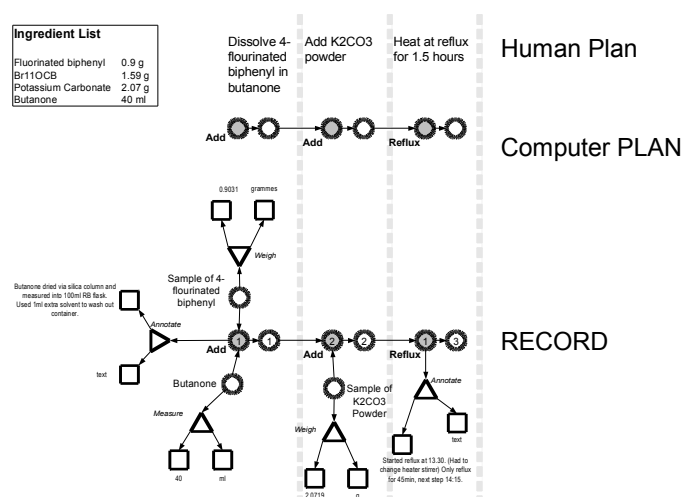 Ingredient List
Fluorinated biphenyl 0.9 g
Br11OCB 1.59 g
Potassium Carbonate 2.07 g
Butanone 40 ml
Dissolve 4-
flourinated
biphenyl in
butanone
Add K2CO3
powder
Heat at reflux
for 1.5 hours
Human Plan
Add
Add
Reflux
Computer PLAN
0.9031
grammes
Weigh
Sample of 4-
flourinated
biphenyl
Butanone dried via silica column and
measured into 100ml RB flask.
Used 1ml extra solvent to wash out
container.
Annotate
text
Add
1
1
Add
2
2
Reflux
1
3
RECORD
Butanone
Measure
40
ml
Sample of
K2CO3
Powder
Weigh
2.0719
g
Annotate
text
Started reflux at 13.30. (Had to
change heater stirrer) Only reflux
for 45min, next step 14:15.